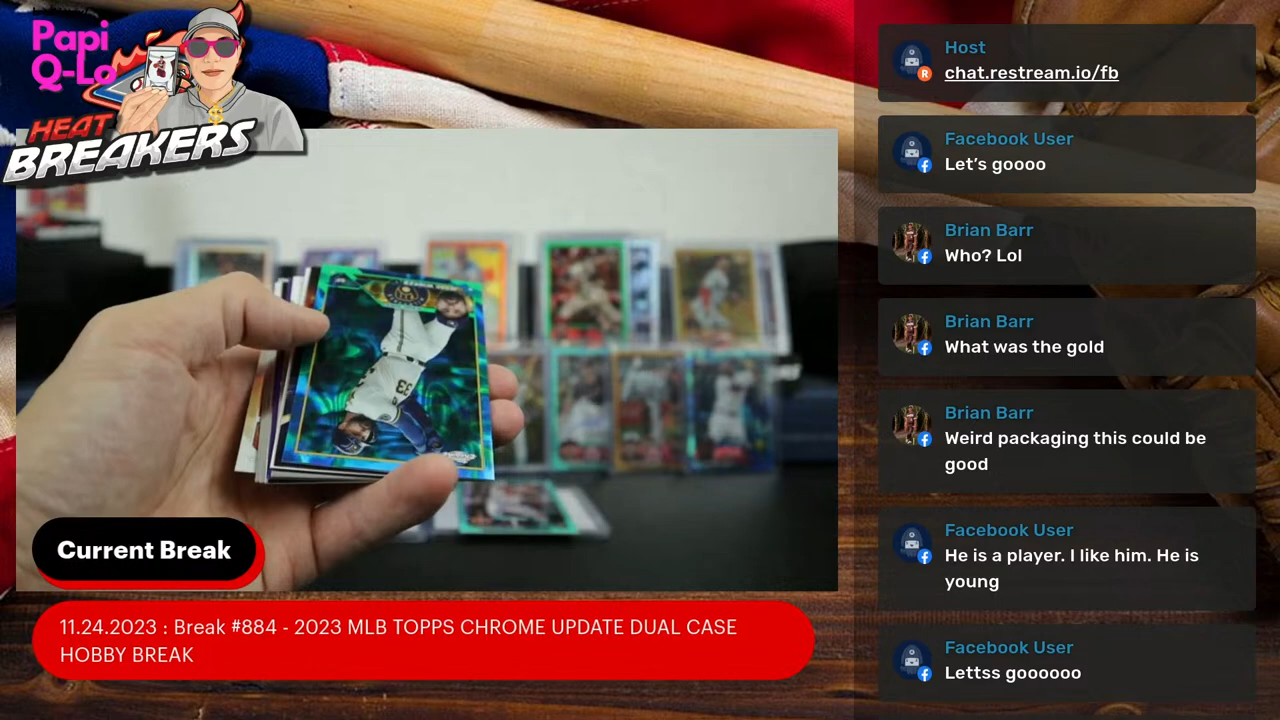 Papi
Q-Lo
HEAT
BREAKERS
Current Break
11.24.2023 : Break #884 - 2023 MLB TOPPS CHROME UPDATE DUAL CASE
HOBBY BREAK
Host
chat.restream.io/fb
Facebook User
Let’s goooo
Brian Barr
Who? Lol
Brian Barr
What was the gold
Brian Barr
Weird packaging this could be
good
Facebook User
He is a player. I like him. He is
young
Facebook User
Lettss goooooo
33